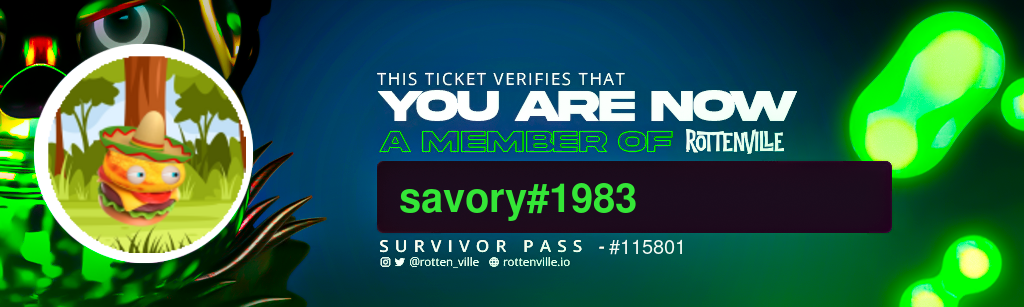 THIS TICKET VERIFIES THAT
YOU ARE NOW
A MEMBER OF ROTTENVILLE
savory#1983
SURVIVOR PASS - #115801
@rotten_ville rottenville.io